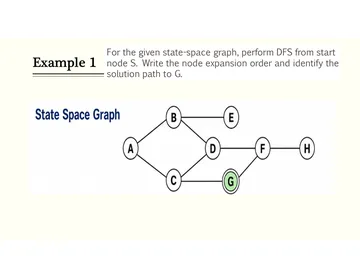 Example 1
For the given state-space graph, perform DFS from start
node S. Write the node expansion order and identify the
solution path to G.
State Space Graph
B
E
A
D
F
H
C
G